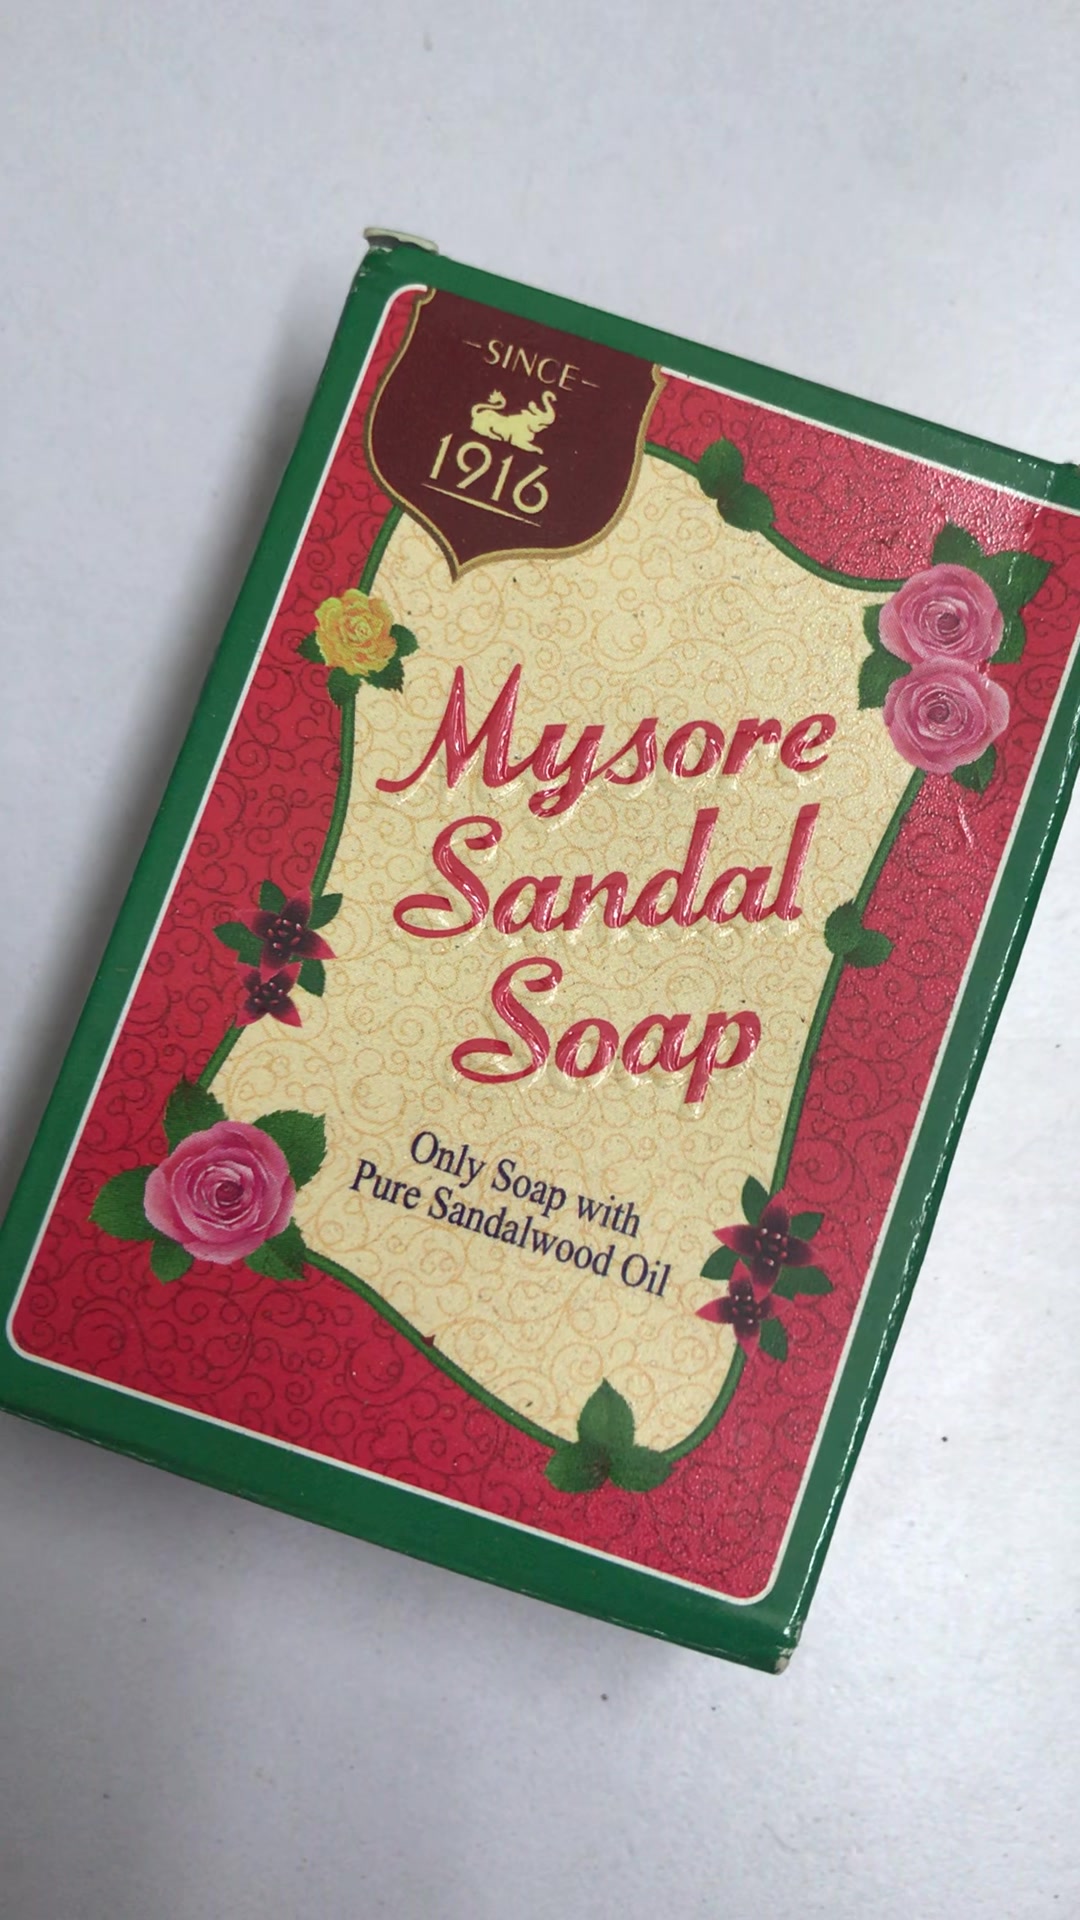 -SINCE-
1916
Mysore
Sandal
Soap
Only Soap with
Pure Sandalwood Oil